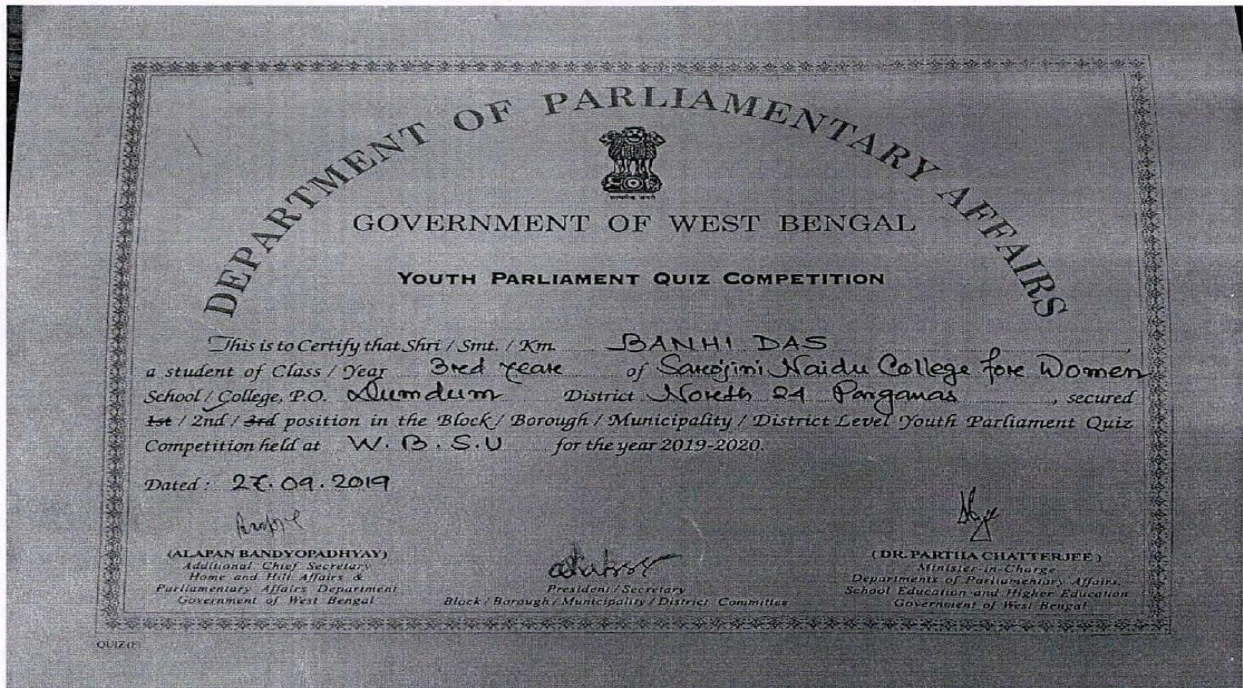 DEPARTMENT OF PARLIAMENTARY AFFAIRS
GOVERNMENT OF WEST BENGAL
YOUTH PARLIAMENT QUIZ COMPETITION
This is to Certify that Shri / Smt. / Km. BANHI DAS,
a student of Class / Year 3red year of Sarojini Naidu College fore Women
School / College, P.O. Dumdum District Noreth 24 Parganas, secured
1st / 2nd / 3rd position in the Block / Borough / Municipality / District Level Youth Parliament Quiz
Competition held at W.B.S.U for the year 2019-2020.
Dated : 27.09.2019
(ALAPAN BANDYOPADHYAY)
Additional Chief Secretary
Home and Hill Affairs &
Parliamentary Affairs Department
Government of West Bengal
President / Secretary
Block / Borough / Municipality / District Committee
(DR. PARTHA CHATTERJEE)
Minister-in-Charge
Departments of Parliamentary Affairs,
School Education and Higher Education
Government of West Bengal